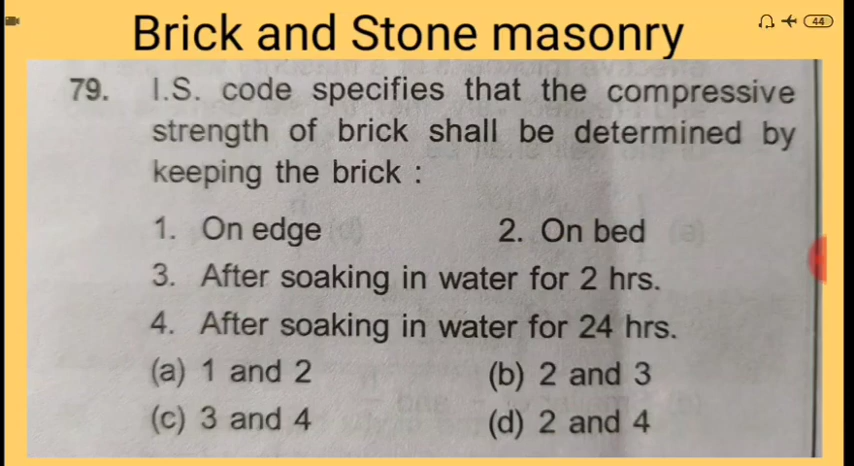 44
Brick and Stone masonry
79. I.S. code specifies that the compressive
strength of brick shall be determined by
keeping the brick :
1. On edge 2. On bed
3. After soaking in water for 2 hrs.
4. After soaking in water for 24 hrs.
(a) 1 and 2 (b) 2 and 3
(c) 3 and 4 (d) 2 and 4